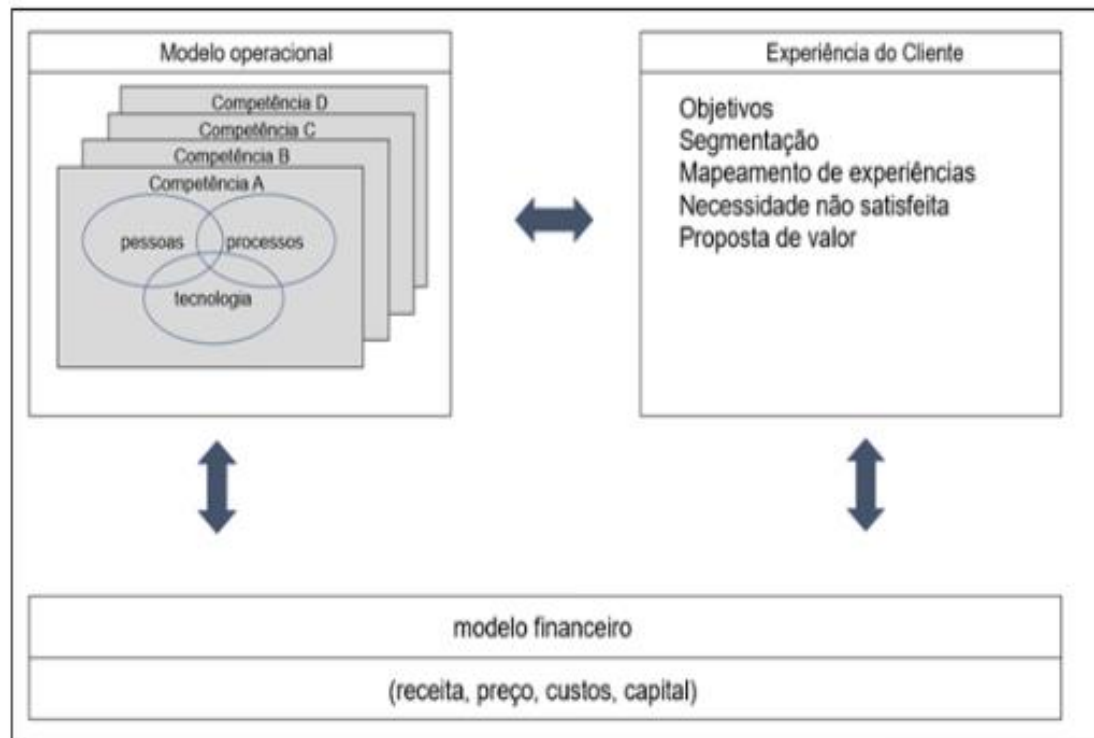 Modelo operacional
Competência D
Competência C
Competência B
Competência A
pessoas
processos
tecnologia
Experiência do Cliente
Objetivos
Segmentação
Mapeamento de experiências
Necessidade não satisfeita
Proposta de valor
modelo financeiro
(receita, preço, custos, capital)